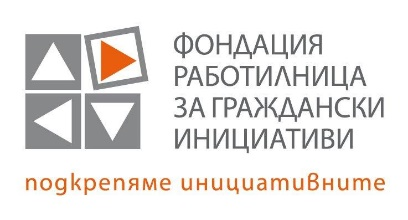 ФОНДАЦИЯ
РАБОТИЛНИЦА
ЗА ГРАЖДАНСКИ
ИНИЦИАТИВИ
подкрепяме инициативните